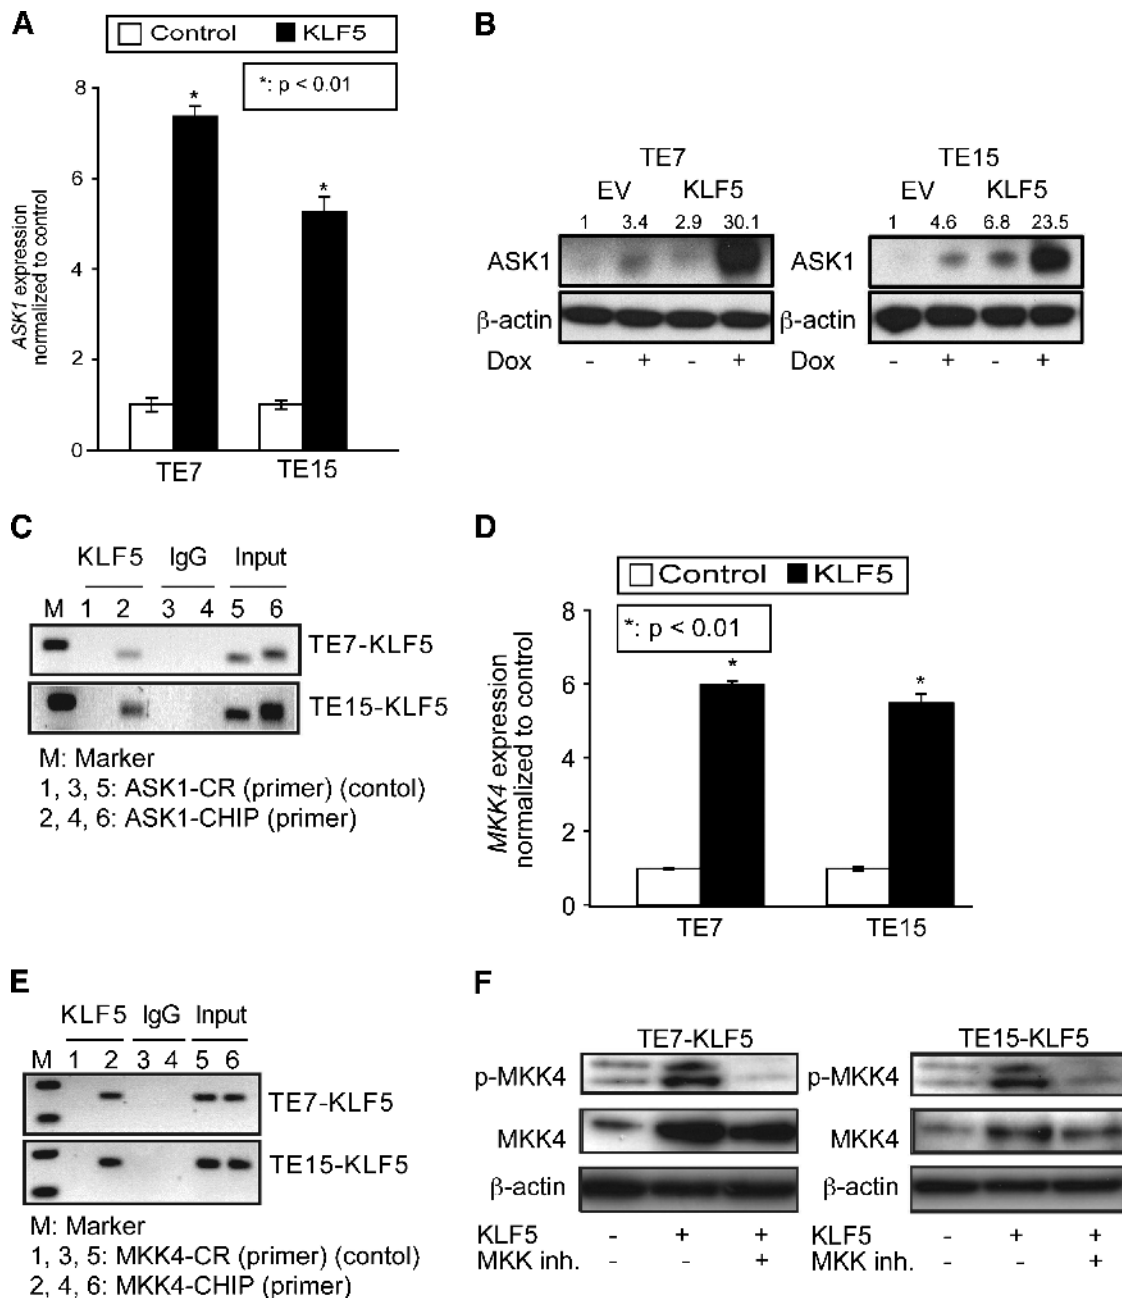 A
Control KLF5
*: p < 0.01
8
6
4
2
0
* *
ASK1 expression
normalized to control
TE7 TE15
B
TE7 TE15
EV KLF5 EV KLF5
1 3.4 2.9 30.1 1 4.6 6.8 23.5
ASK1 ASK1
β-actin β-actin
Dox - + - + - + - +
C
KLF5 IgG Input
M 1 2 3 4 5 6
TE7-KLF5
TE15-KLF5
M: Marker
1, 3, 5: ASK1-CR (primer) (contol)
2, 4, 6: ASK1-CHIP (primer)
D
Control KLF5
*: p < 0.01
8
6
4
2
0
* *
MKK4 expression
normalized to control
TE7 TE15
E
KLF5 IgG Input
M 1 2 3 4 5 6
TE7-KLF5
TE15-KLF5
M: Marker
1, 3, 5: MKK4-CR (primer) (contol)
2, 4, 6: MKK4-CHIP (primer)
F
TE7-KLF5 TE15-KLF5
p-MKK4 p-MKK4
MKK4 MKK4
β-actin β-actin
KLF5 - + + KLF5 - + +
MKK inh. - - + MKK inh. - - +